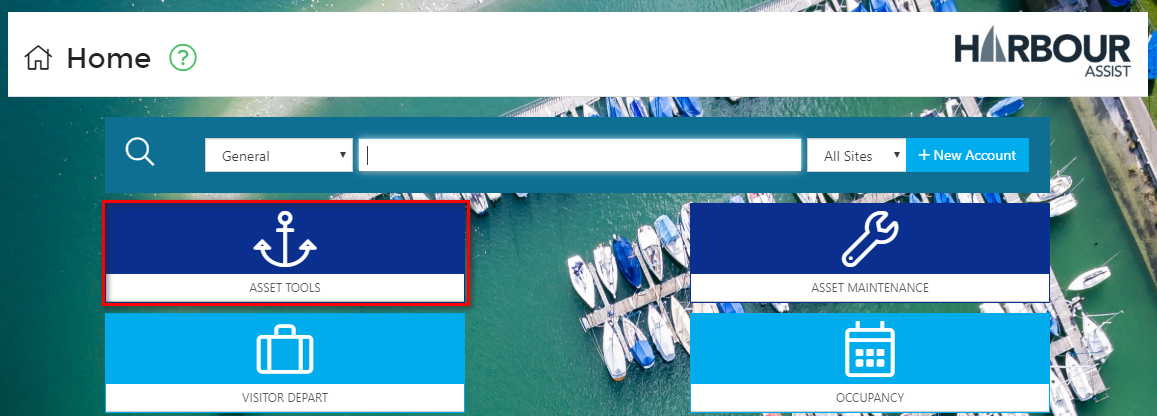 Home ?
HARBOUR
ASSIST
General All Sites + New Account
ASSET TOOLS
ASSET MAINTENANCE
VISITOR DEPART
OCCUPANCY